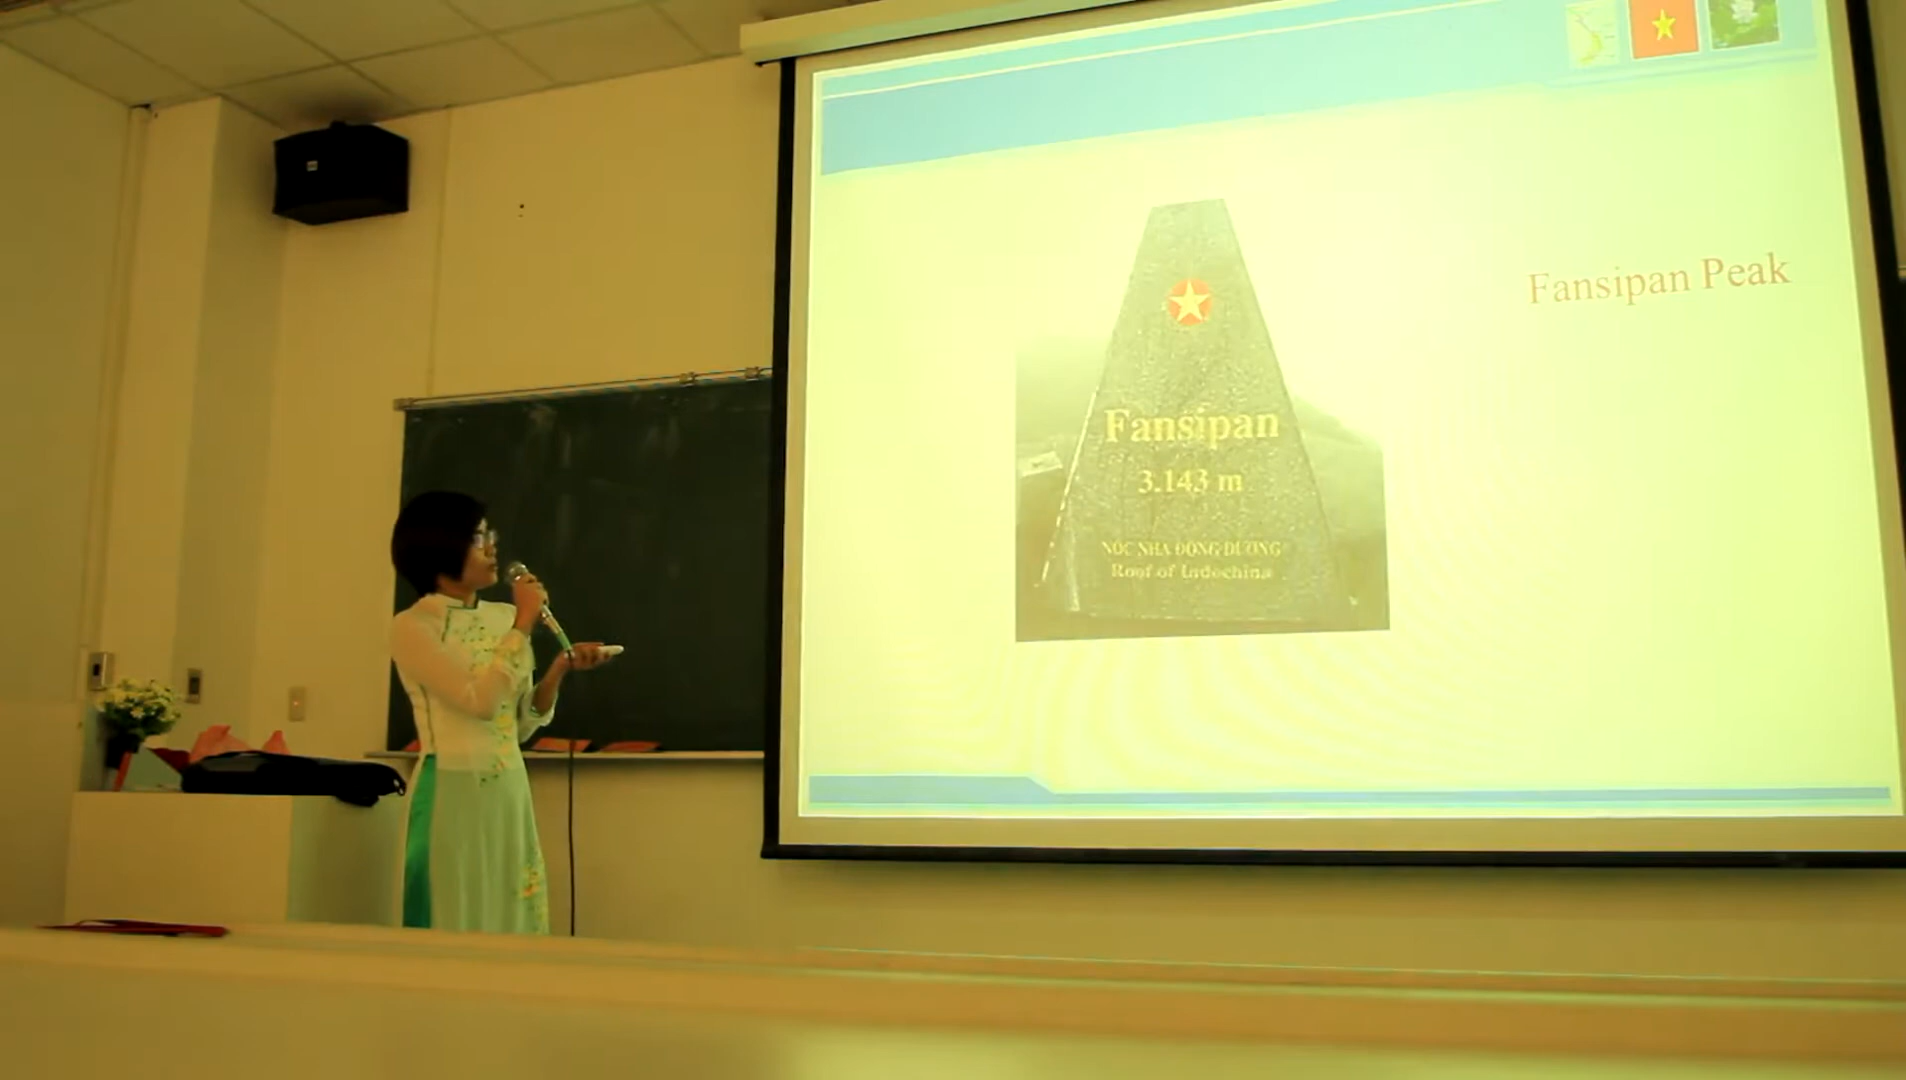 Fansipan Peak
Fansipan
3.143 m
NÓC NHÀ ĐÔNG DƯƠNG
Roof of Indochina